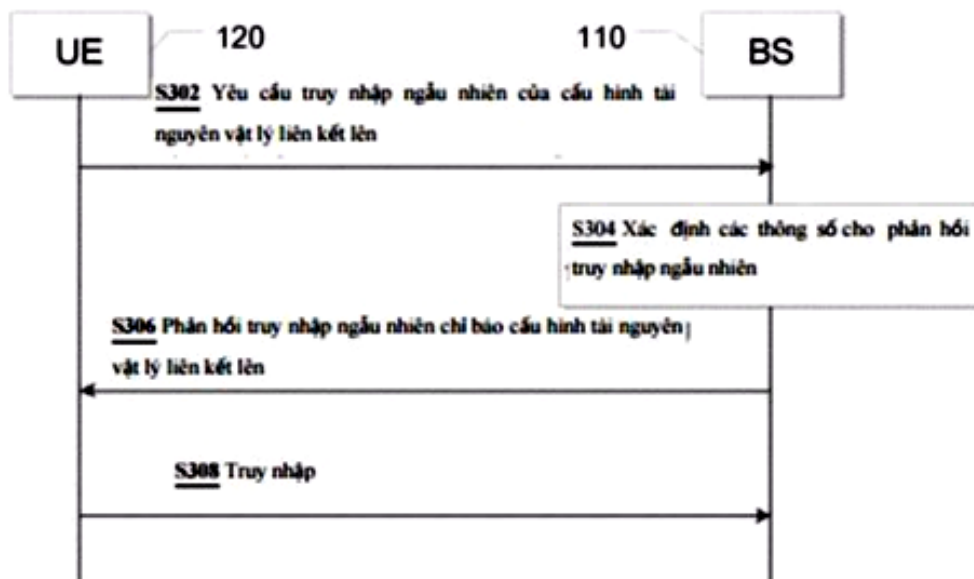 UE 120 110 BS
S302 Yêu cầu truy nhập ngẫu nhiên của cấu hình tài
nguyên vật lý liên kết lên
S304 Xác định các thông số cho phản hồi
truy nhập ngẫu nhiên
S306 Phản hồi truy nhập ngẫu nhiên chỉ báo cấu hình tài nguyên
vật lý liên kết lên
S308 Truy nhập